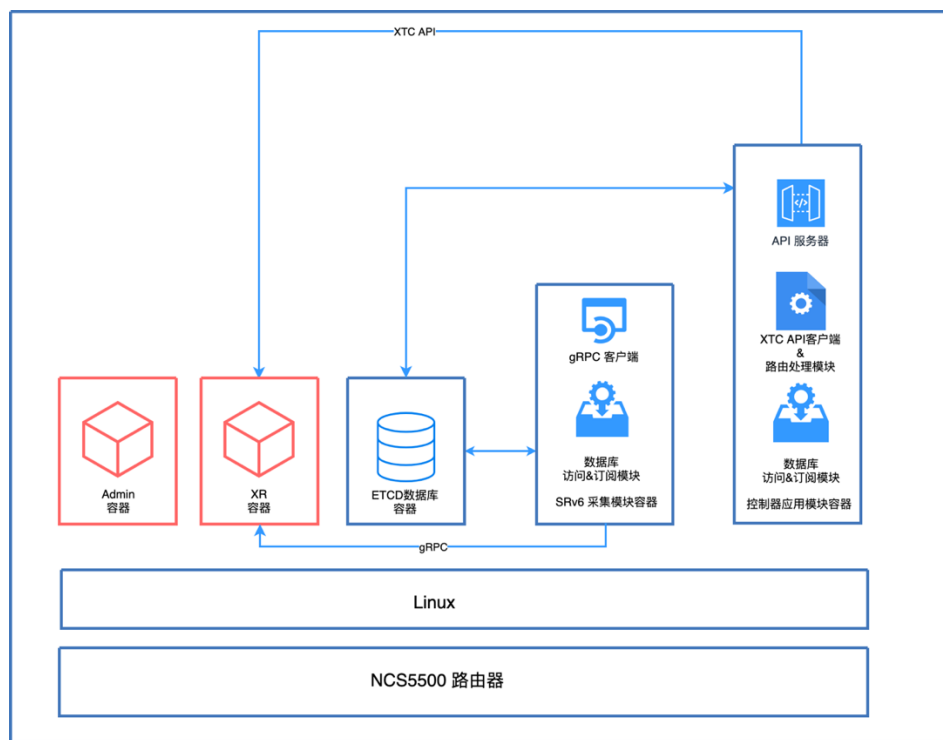 XTC API
</>
API 服务器
XTC API客户端
&
路由处理模块
数据库
访问&订阅模块
控制器应用模块容器
gRPC 客户端
数据库
访问&订阅模块
SRv6 采集模块容器
Admin
容器
XR
容器
ETCD数据库
容器
gRPC
Linux
NCS5500 路由器